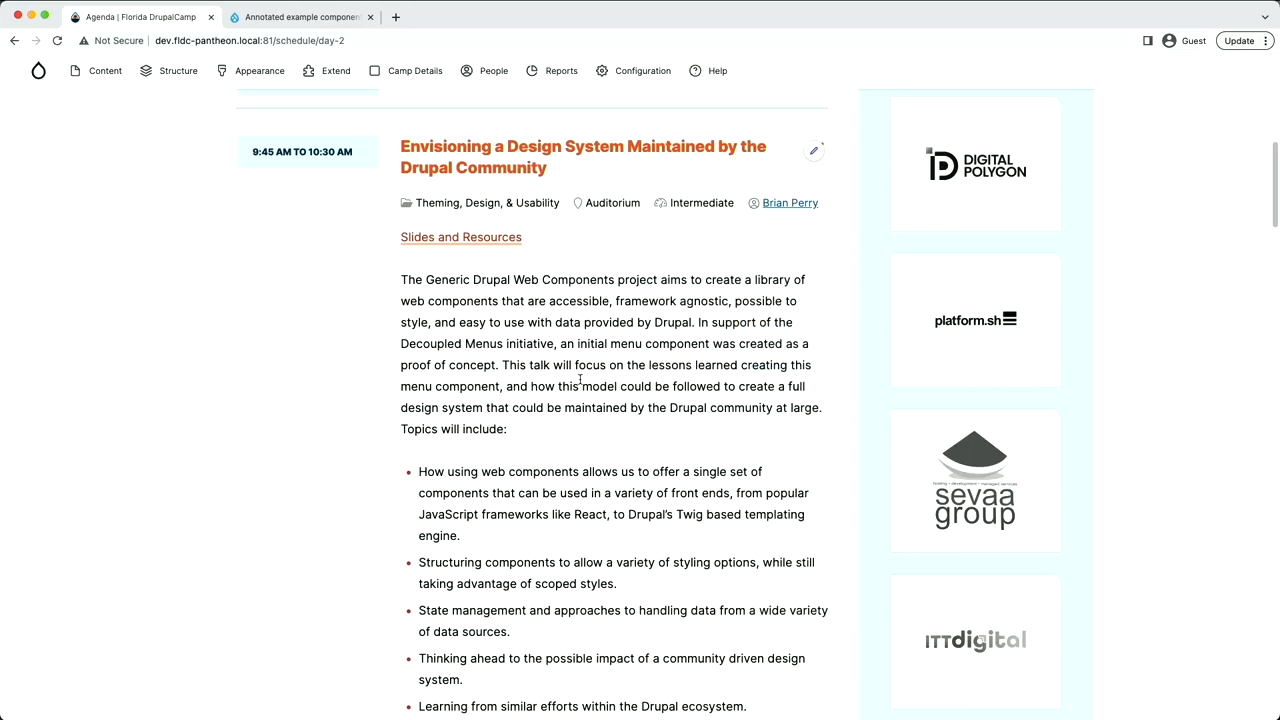 Agenda | Florida DrupalCamp
Annotated example componen
Not Secure
dev.fldc-pantheon.local:81/schedule/day-2
Guest
Update
Content
Structure
Appearance
Extend
Camp Details
People
Reports
Configuration
Help
9:45 AM TO 10:30 AM
Envisioning a Design System Maintained by the
Drupal Community
Theming, Design, & Usability
Auditorium
Intermediate
Brian Perry
Slides and Resources
The Generic Drupal Web Components project aims to create a library of
web components that are accessible, framework agnostic, possible to
style, and easy to use with data provided by Drupal. In support of the
Decoupled Menus initiative, an initial menu component was created as a
proof of concept. This talk will focus on the lessons learned creating this
menu component, and how this model could be followed to create a full
design system that could be maintained by the Drupal community at large.
Topics will include:
• How using web components allows us to offer a single set of
components that can be used in a variety of front ends, from popular
JavaScript frameworks like React, to Drupal's Twig based templating
engine.
• Structuring components to allow a variety of styling options, while still
taking advantage of scoped styles.
• State management and approaches to handling data from a wide variety
of data sources.
• Thinking ahead to the possible impact of a community driven design
system.
• Learning from similar efforts within the Drupal ecosystem.
DIGITAL
POLYGON
platform.sh
sevaa
group
ITTdigital